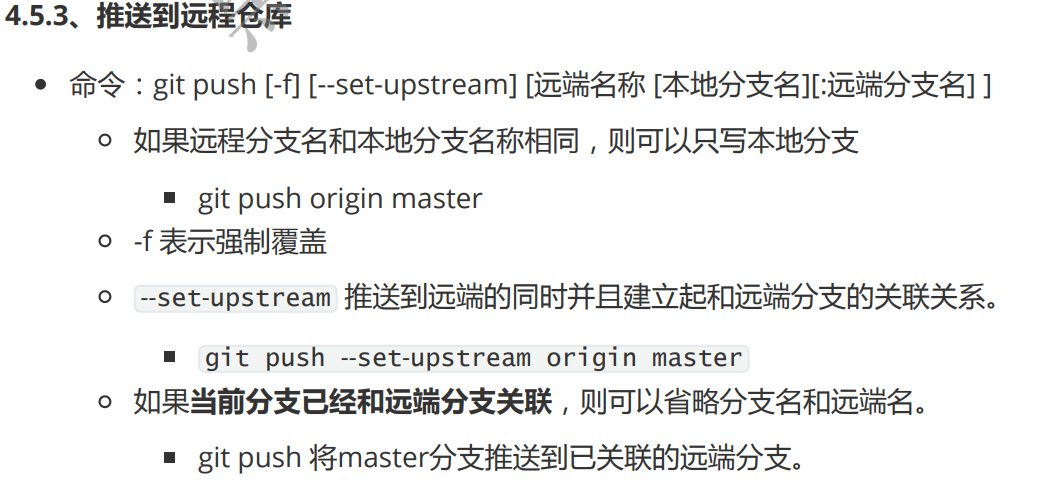 4.5.3、推送到远程仓库
命令：git push [-f] [--set-upstream] [远端名称 [本地分支名][:远端分支名] ]
如果远程分支名和本地分支名称相同，则可以只写本地分支
git push origin master
-f 表示强制覆盖
--set-upstream 推送到远端的同时并且建立起和远端分支的关联关系。
git push --set-upstream origin master
如果当前分支已经和远端分支关联，则可以省略分支名和远端名。
git push 将master分支推送到已关联的远端分支。